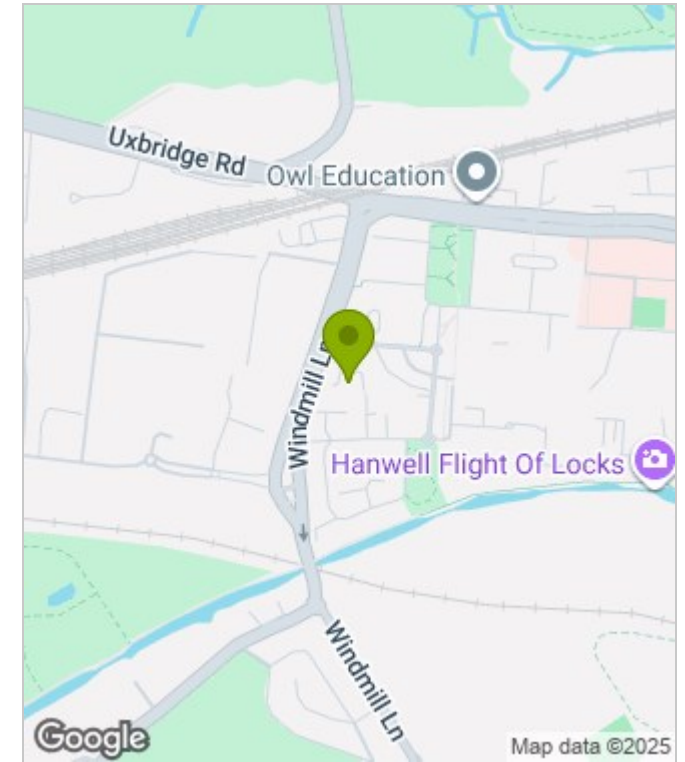 Uxbridge Rd
Owl Education
Windmill Ln
Hanwell Flight Of Locks
Windmill Ln
Google
Map data ©2025